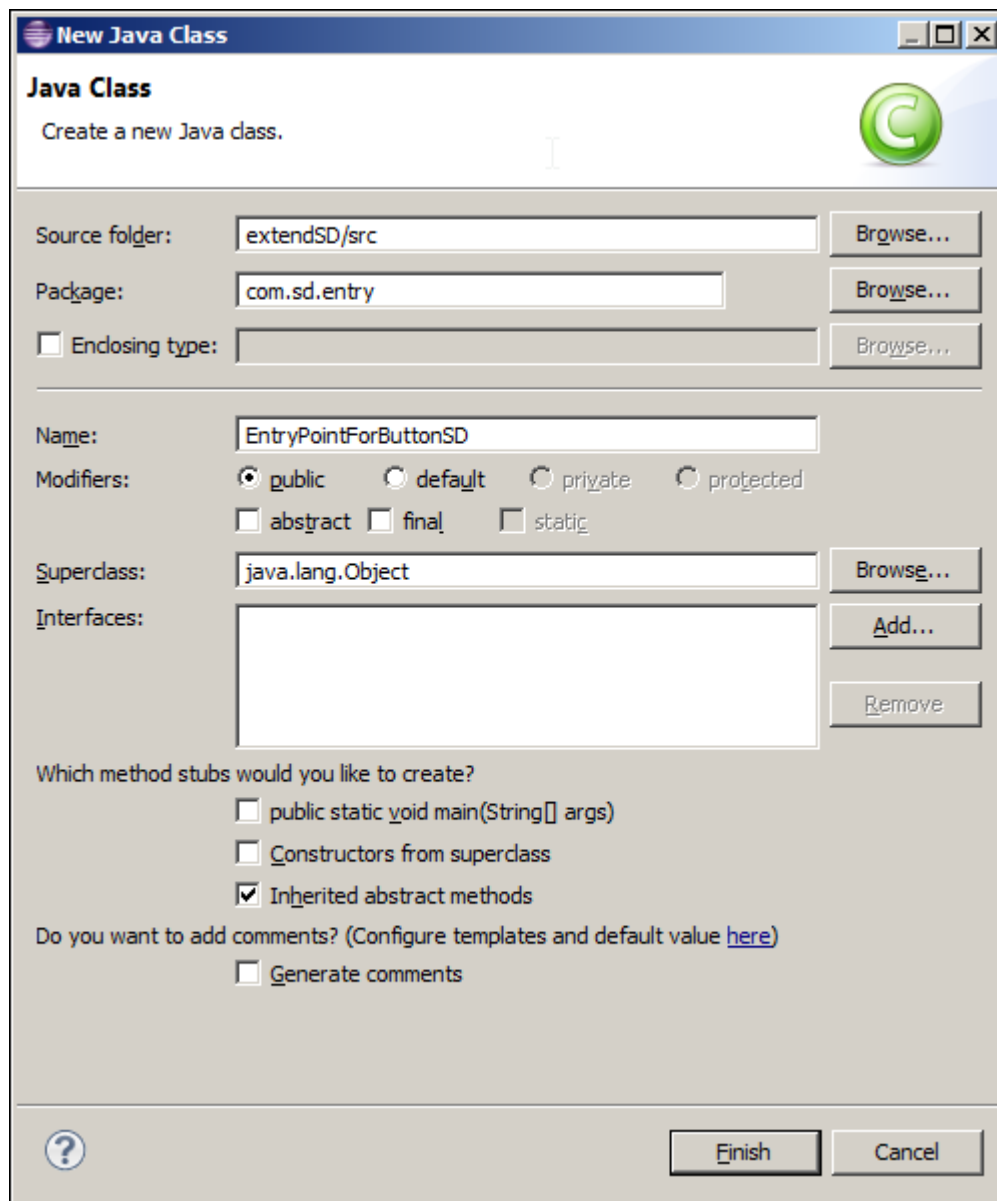 New Java Class
Java Class
Create a new Java class.
C
Source folder: extendSD/src Browse...
Package: com.sd.entry Browse...
Enclosing type: Browse...
Name: EntryPointForButtonSD
Modifiers: public default private protected
abstract final static
Superclass: java.lang.Object Browse...
Interfaces: Add...
Remove
Which method stubs would you like to create?
public static void main(String[] args)
Constructors from superclass
Inherited abstract methods
Do you want to add comments? (Configure templates and default value here)
Generate comments
? Finish Cancel